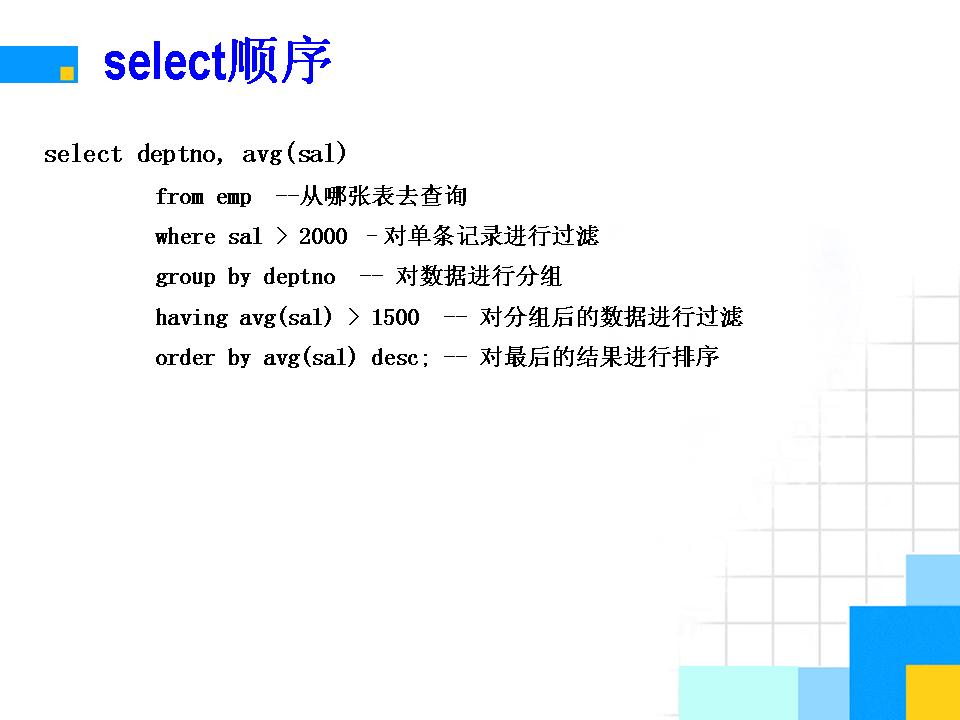 select顺序
select deptno, avg(sal)
from emp --从哪张表去查询
where sal > 2000 –对单条记录进行过滤
group by deptno -- 对数据进行分组
having avg(sal) > 1500 -- 对分组后的数据进行过滤
order by avg(sal) desc; -- 对最后的结果进行排序